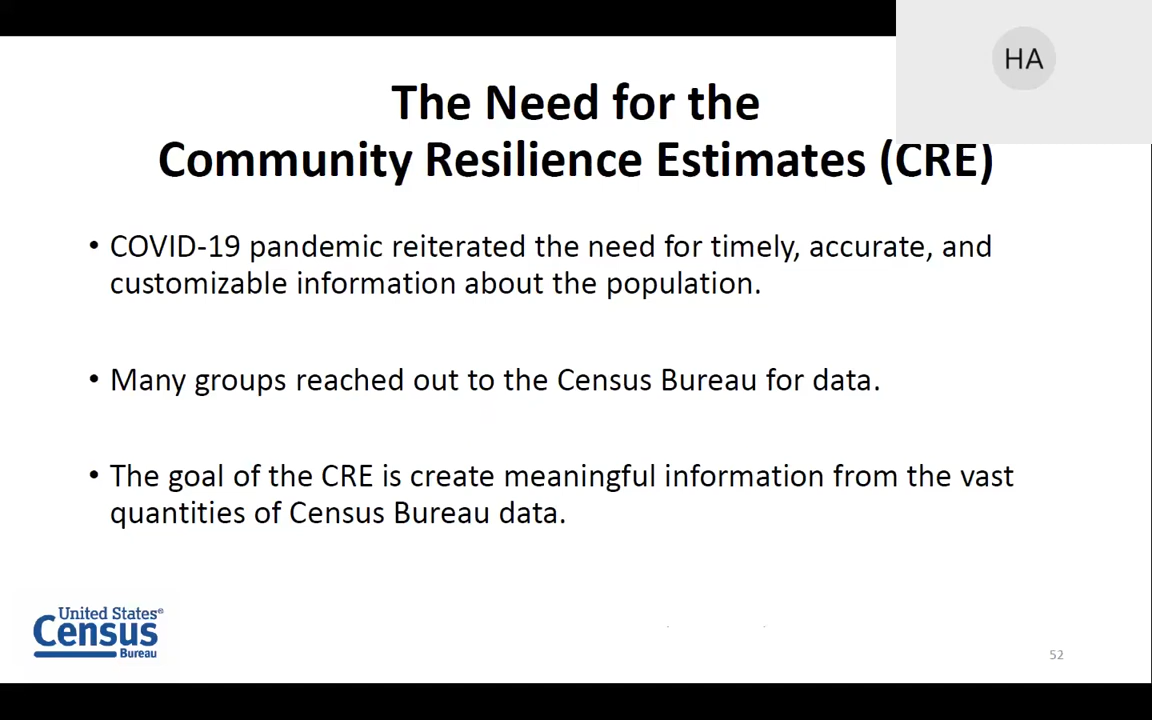 HA
The Need for the
Community Resilience Estimates (CRE)
• COVID-19 pandemic reiterated the need for timely, accurate, and
customizable information about the population.
• Many groups reached out to the Census Bureau for data.
• The goal of the CRE is create meaningful information from the vast
quantities of Census Bureau data.
United States®
Census
Bureau
52